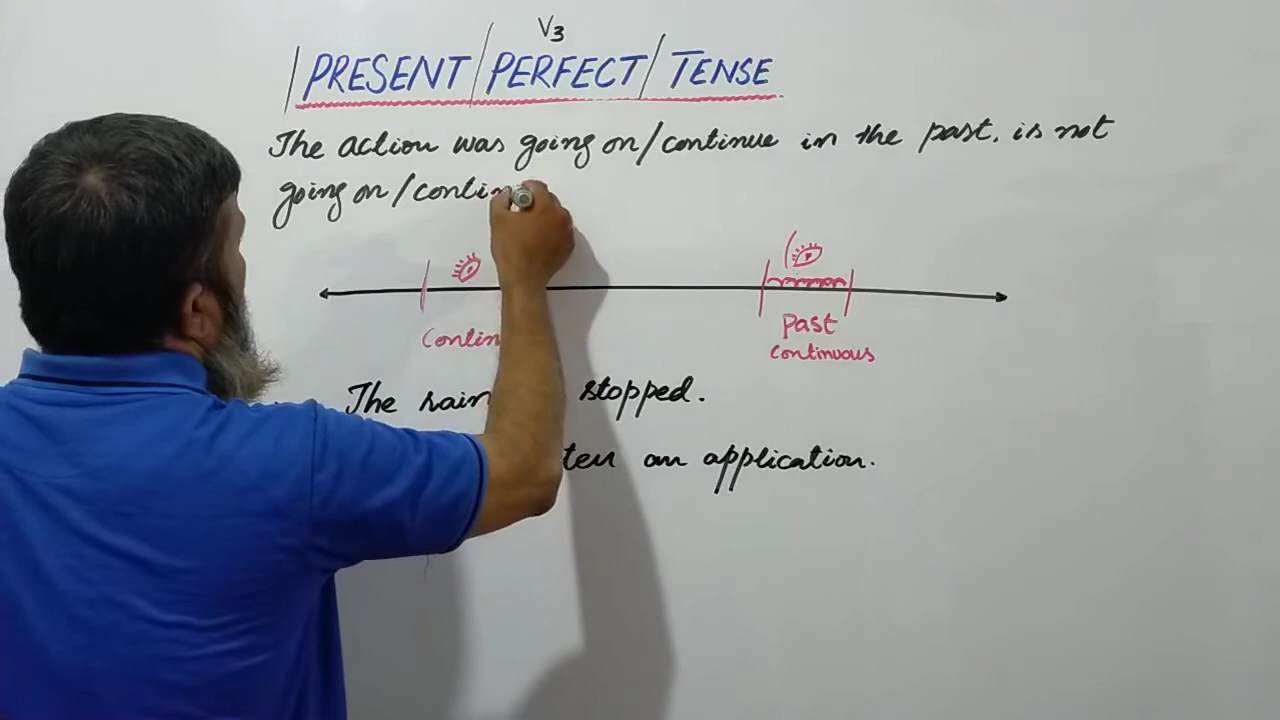 V3
PRESENT/PERFECT/TENSE
The action was going on/continue in the past. is not
going on/contin
Contin Past
continuous
The rain stopped.
ten an application.